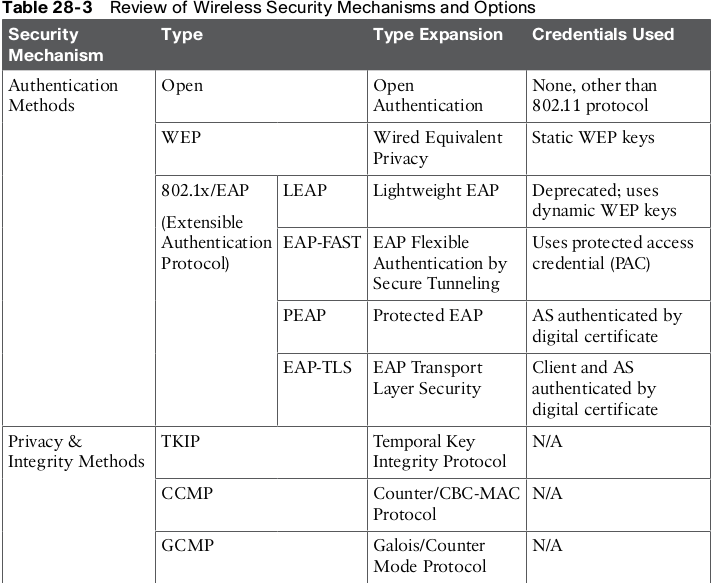 Table 28-3 Review of Wireless Security Mechanisms and Options
Security Mechanism Type Type Expansion Credentials Used
Authentication Methods Open Open Authentication None, other than 802.11 protocol
WEP Wired Equivalent Privacy Static WEP keys
802.1x/EAP (Extensible Authentication Protocol) LEAP Lightweight EAP Deprecated; uses dynamic WEP keys
EAP-FAST EAP Flexible Authentication by Secure Tunneling Uses protected access credential (PAC)
PEAP Protected EAP AS authenticated by digital certificate
EAP-TLS EAP Transport Layer Security Client and AS authenticated by digital certificate
Privacy & Integrity Methods TKIP Temporal Key Integrity Protocol N/A
CCMP Counter/CBC-MAC Protocol N/A
GCMP Galois/Counter Mode Protocol N/A